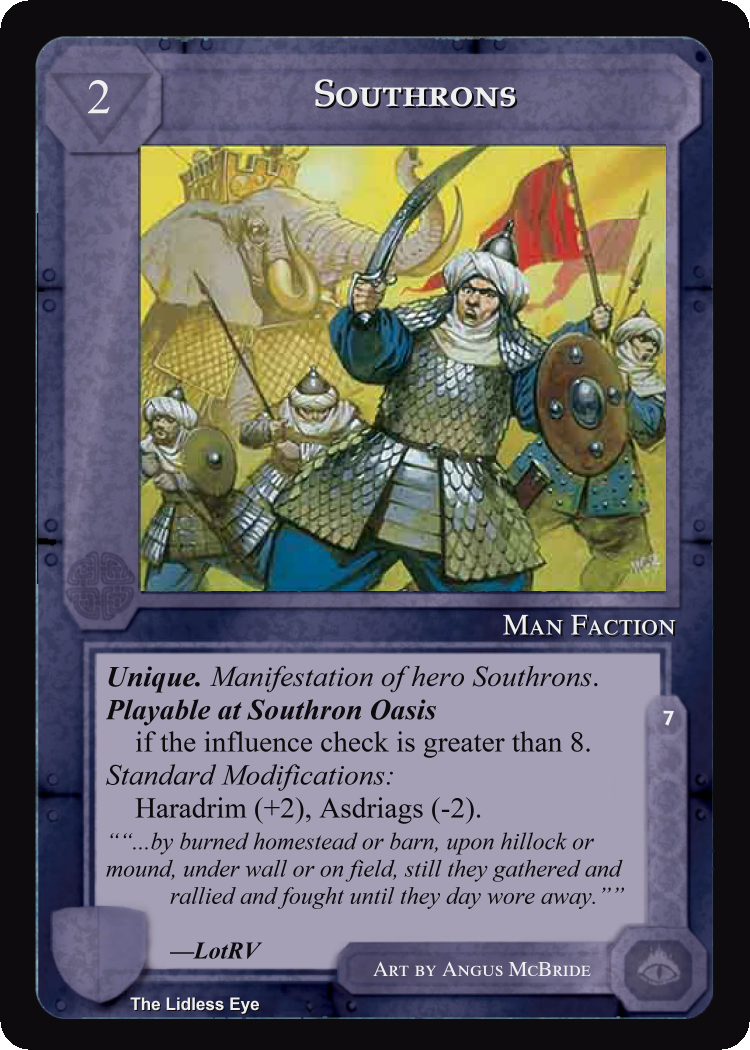 2
Southrons
Man Faction
Unique. Manifestation of hero Southrons.
Playable at Southron Oasis
if the influence check is greater than 8.
7
Standard Modifications:
Haradrim (+2), Asdriags (-2).
““...by burned homestead or barn, upon hillock or
mound, under wall or on field, still they gathered and
rallied and fought until they day wore away.””
—LotRV
Art by Angus McBride
The Lidless Eye